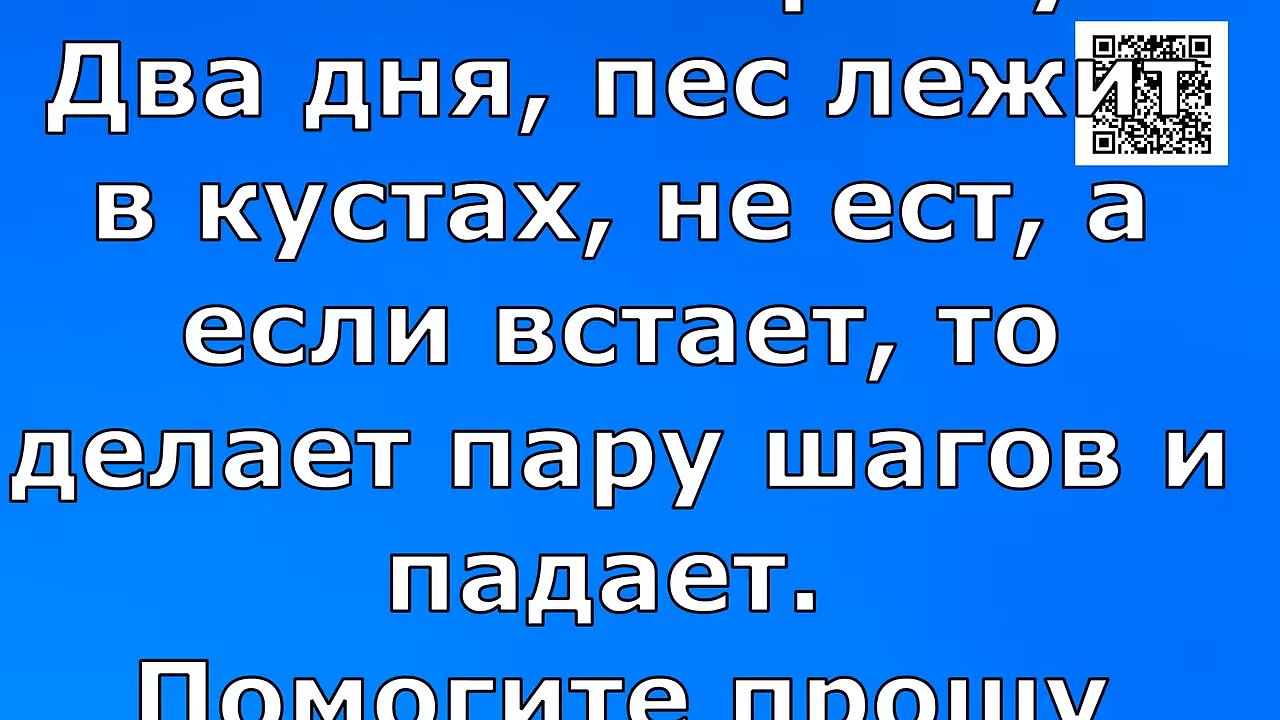 Два дня, пес лежит
в кустах, не ест, а
если встает, то
делает пару шагов и
падает.
Помогите прошу